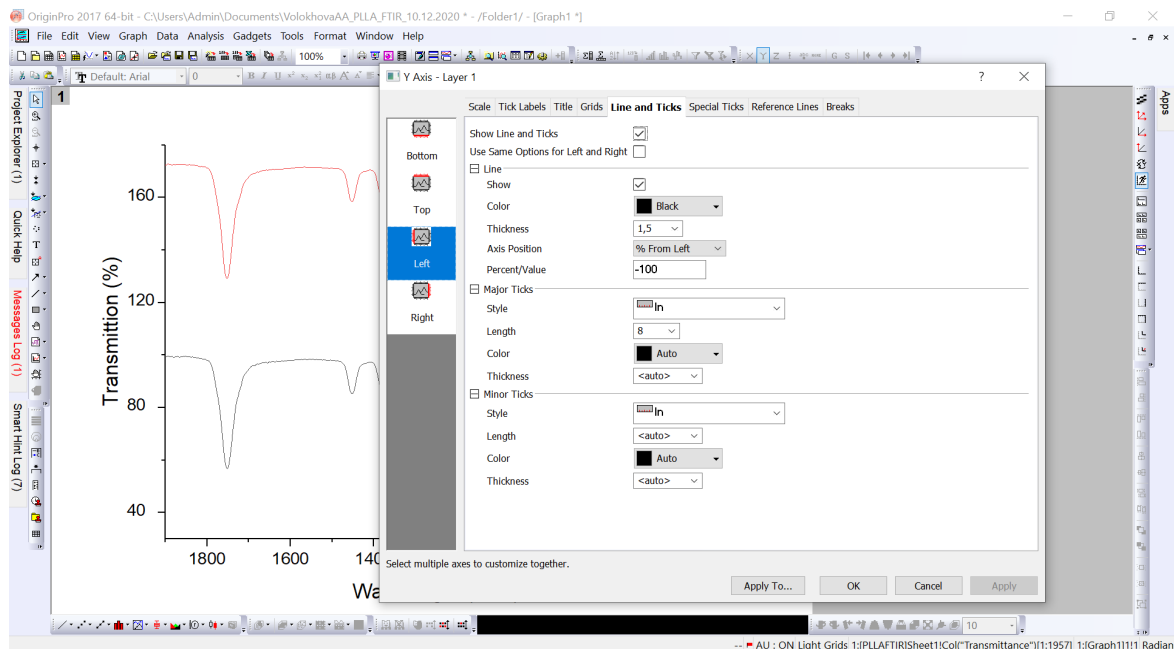 OriginPro 2017 64-bit - C:\Users\Admin\Documents\VolokhovaAA_PLLA_FTIR_10.12.2020 * - /Folder1/ - [Graph1 *]
File Edit View Graph Data Analysis Gadgets Tools Format Window Help
100%
Default: Arial 0 B I U
Project Explorer (1)
Quick Help
Messages Log (1)
Smart Hint Log (7)
Apps
1
Transmittion (%)
160
120
80
40
1800 1600
Y Axis - Layer 1 ?
Scale Tick Labels Title Grids Line and Ticks Special Ticks Reference Lines Breaks
Bottom
Top
Left
Right
Show Line and Ticks
Use Same Options for Left and Right
Line
Show
Color Black
Thickness 1,5
Axis Position % From Left
Percent/Value -100
Major Ticks
Style In
Length 8
Color Auto
Thickness <auto>
Minor Ticks
Style In
Length <auto>
Color Auto
Thickness <auto>
Select multiple axes to customize together.
Apply To... OK Cancel Apply
10
-- AU : ON Light Grids 1:[PLLAFTIR]Sheet1!Col("Transmittance")[1:1957] 1:[Graph1]1!1 Radian